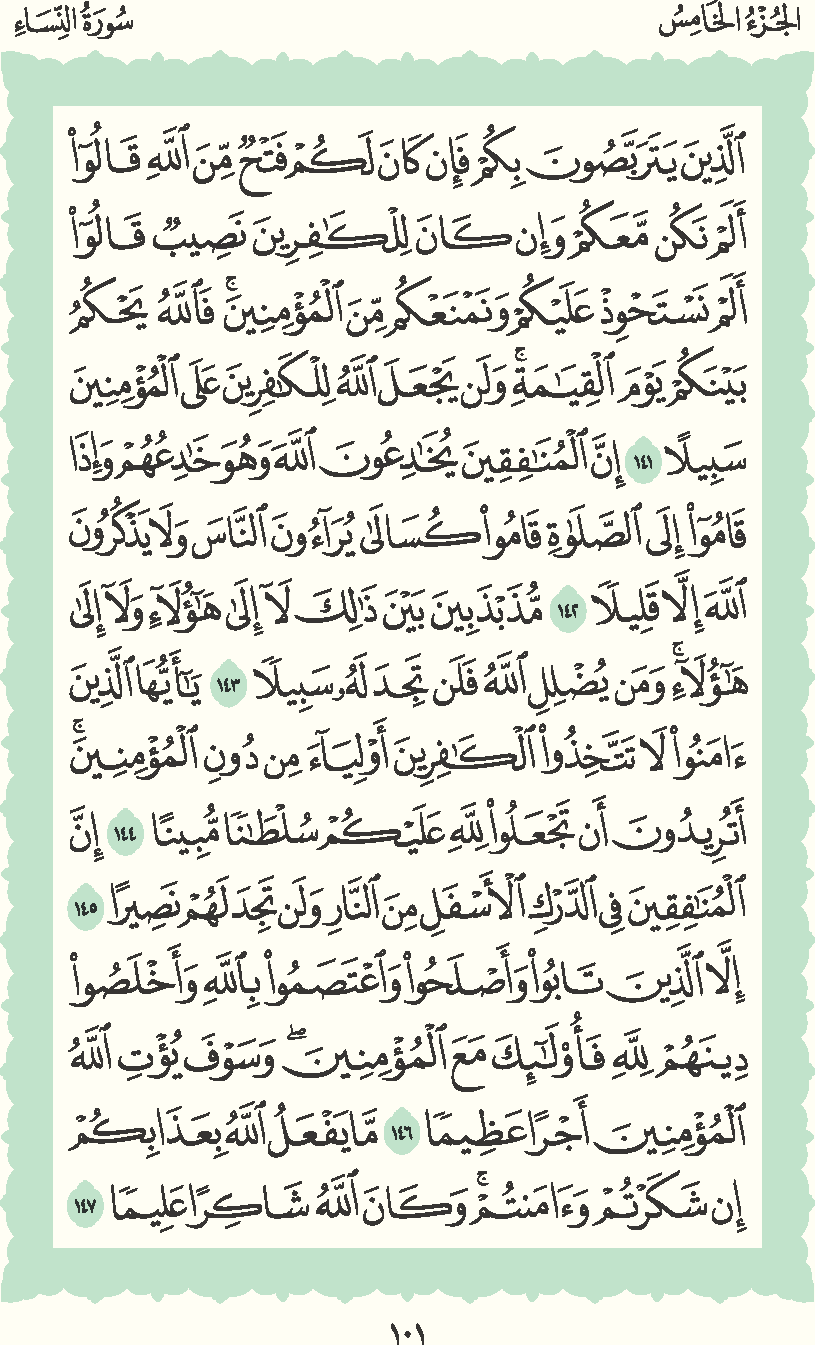 الجُزْءُ الخَامِسُ
سُورَةُ النِّسَاءِ
ٱلَّذِينَ يَتَرَبَّصُونَ بِكُمْ فَإِن كَانَ لَكُمْ فَتْحٌ مِّنَ ٱللَّهِ قَالُوٓا۟
أَلَمْ نَكُن مَّعَكُمْ وَإِن كَانَ لِلْكَٰفِرِينَ نَصِيبٌ قَالُوٓا۟
أَلَمْ نَسْتَحْوِذْ عَلَيْكُمْ وَنَمْنَعْكُم مِّنَ ٱلْمُؤْمِنِينَ ۚ فَٱللَّهُ يَحْكُمُ
بَيْنَكُمْ يَوْمَ ٱلْقِيَٰمَةِ ۚ وَلَن يَجْعَلَ ٱللَّهُ لِلْكَٰفِرِينَ عَلَى ٱلْمُؤْمِنِينَ
سَبِيلًا ١٤١ إِنَّ ٱلْمُنَٰفِقِينَ يُخَٰدِعُونَ ٱللَّهَ وَهُوَ خَٰدِعُهُمْ وَإِذَا
قَامُوٓا۟ إِلَى ٱلصَّلَوٰةِ قَامُوا۟ كُسَالَىٰ يُرَآءُونَ ٱلنَّاسَ وَلَا يَذْكُرُونَ
ٱللَّهَ إِلَّا قَلِيلًا ١٤٢ مُّذَبْذَبِينَ بَيْنَ ذَٰلِكَ لَآ إِلَىٰ هَٰٓؤُلَآءِ وَلَآ إِلَىٰ
هَٰٓؤُلَآءِ ۚ وَمَن يُضْلِلِ ٱللَّهُ فَلَن تَجِدَ لَهُۥ سَبِيلًا ١٤٣ يَٰٓأَيُّهَا ٱلَّذِينَ
ءَامَنُوا۟ لَا تَتَّخِذُوا۟ ٱلْكَٰفِرِينَ أَوْلِيَآءَ مِن دُونِ ٱلْمُؤْمِنِينَ ۚ
أَتُرِيدُونَ أَن تَجْعَلُوا۟ لِلَّهِ عَلَيْكُمْ سُلْطَٰنًا مُّبِينًا ١٤٤ إِنَّ
ٱلْمُنَٰفِقِينَ فِى ٱلدَّرْكِ ٱلْأَسْفَلِ مِنَ ٱلنَّارِ وَلَن تَجِدَ لَهُمْ نَصِيرًا ١٤٥
إِلَّا ٱلَّذِينَ تَابُوا۟ وَأَصْلَحُوا۟ وَٱعْتَصَمُوا۟ بِٱللَّهِ وَأَخْلَصُوا۟
دِينَهُمْ لِلَّهِ فَأُو۟لَٰٓئِكَ مَعَ ٱلْمُؤْمِنِينَ ۖ وَسَوْفَ يُؤْتِ ٱللَّهُ
ٱلْمُؤْمِنِينَ أَجْرًا عَظِيمًا ١٤٦ مَّا يَفْعَلُ ٱللَّهُ بِعَذَابِكُمْ
إِن شَكَرْتُمْ وَءَامَنتُمْ ۚ وَكَانَ ٱللَّهُ شَاكِرًا عَلِيمًا ١٤٧
١٠١